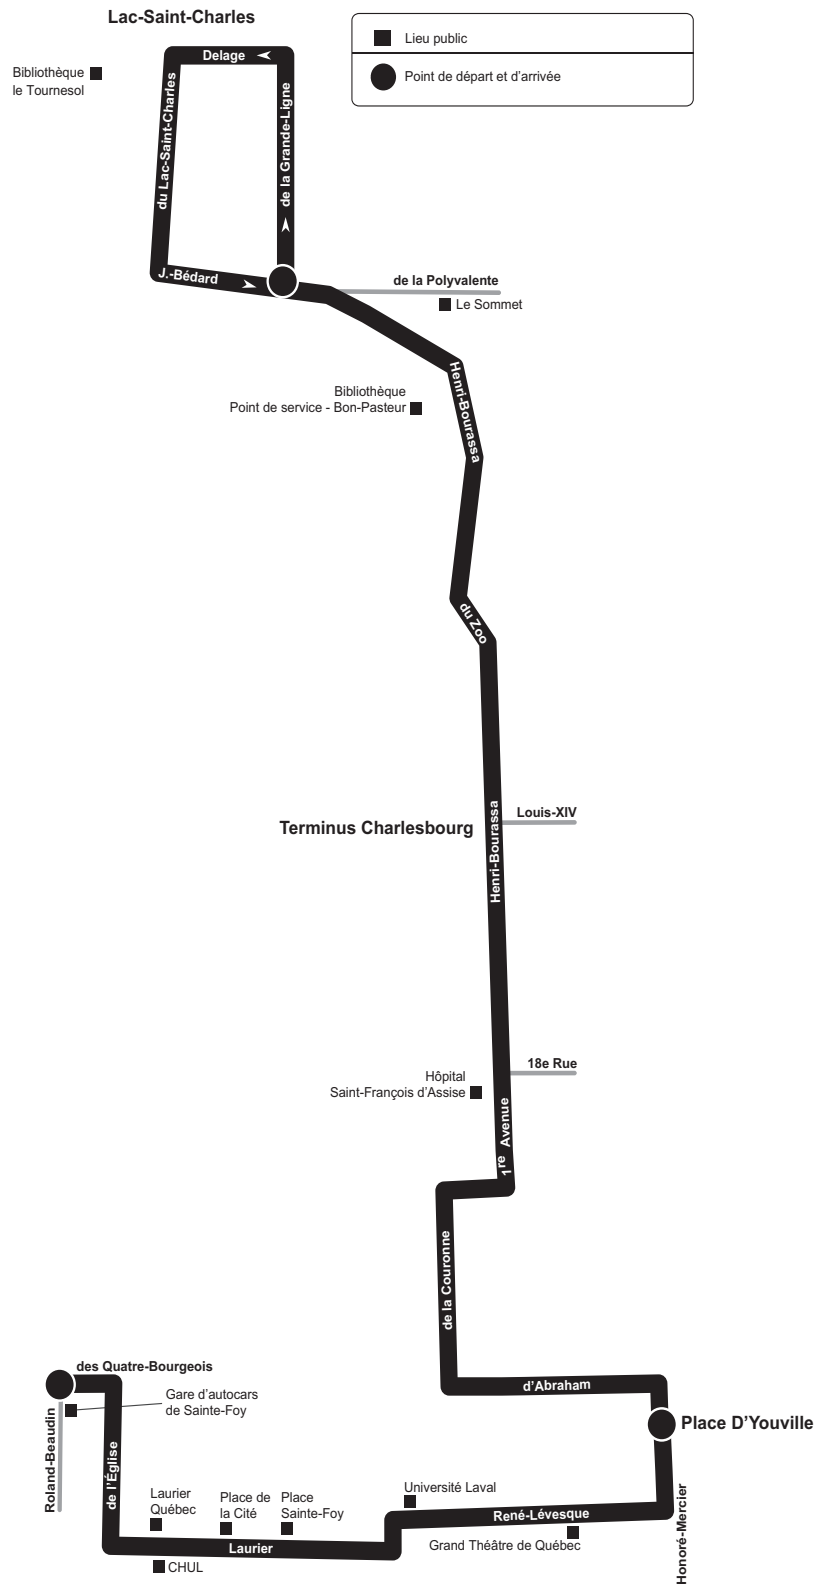 Lac-Saint-Charles
Lieu public
Point de départ et d'arrivée
Delage
Bibliothèque
le Tournesol
du Lac-Saint-Charles
de la Grande-Ligne
J.-Bédard
de la Polyvalente
Le Sommet
Henri-Bourassa
Bibliothèque
Point de service - Bon-Pasteur
du Zoo
Louis-XIV
Terminus Charlesbourg
Henri-Bourassa
18e Rue
Hôpital
Saint-François d'Assise
1re Avenue
de la Couronne
des Quatre-Bourgeois
d'Abraham
Gare d'autocars
de Sainte-Foy
Place D'Youville
Roland-Beaudin
de l'Église
Laurier
Québec
Place de
la Cité
Place
Sainte-Foy
Université Laval
René-Lévesque
Honoré-Mercier
Grand Théâtre de Québec
Laurier
CHUL